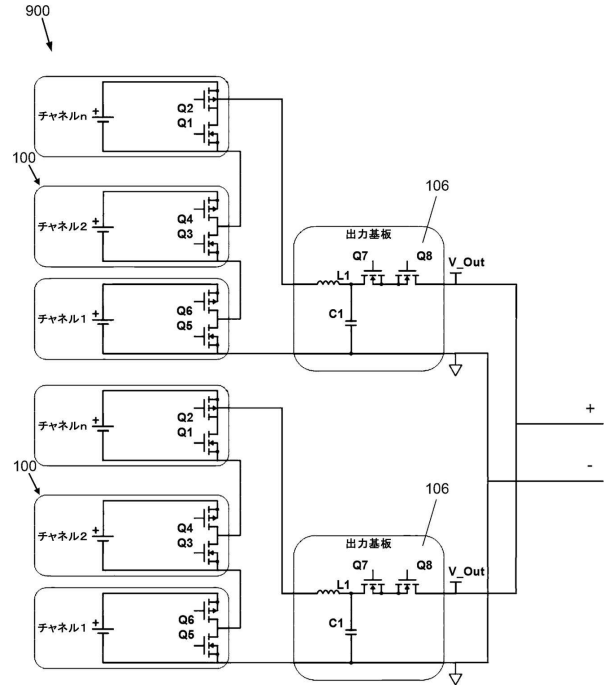 900
チャネルn
+
Q2
Q1
100
チャネル2
+
Q4
Q3
チャネル1
+
Q6
Q5
106
出力基板
Q7
Q8
V_Out
L1
C1
チャネルn
+
Q2
Q1
100
チャネル2
+
Q4
Q3
チャネル1
+
Q6
Q5
106
出力基板
Q7
Q8
V_Out
L1
C1
+
-